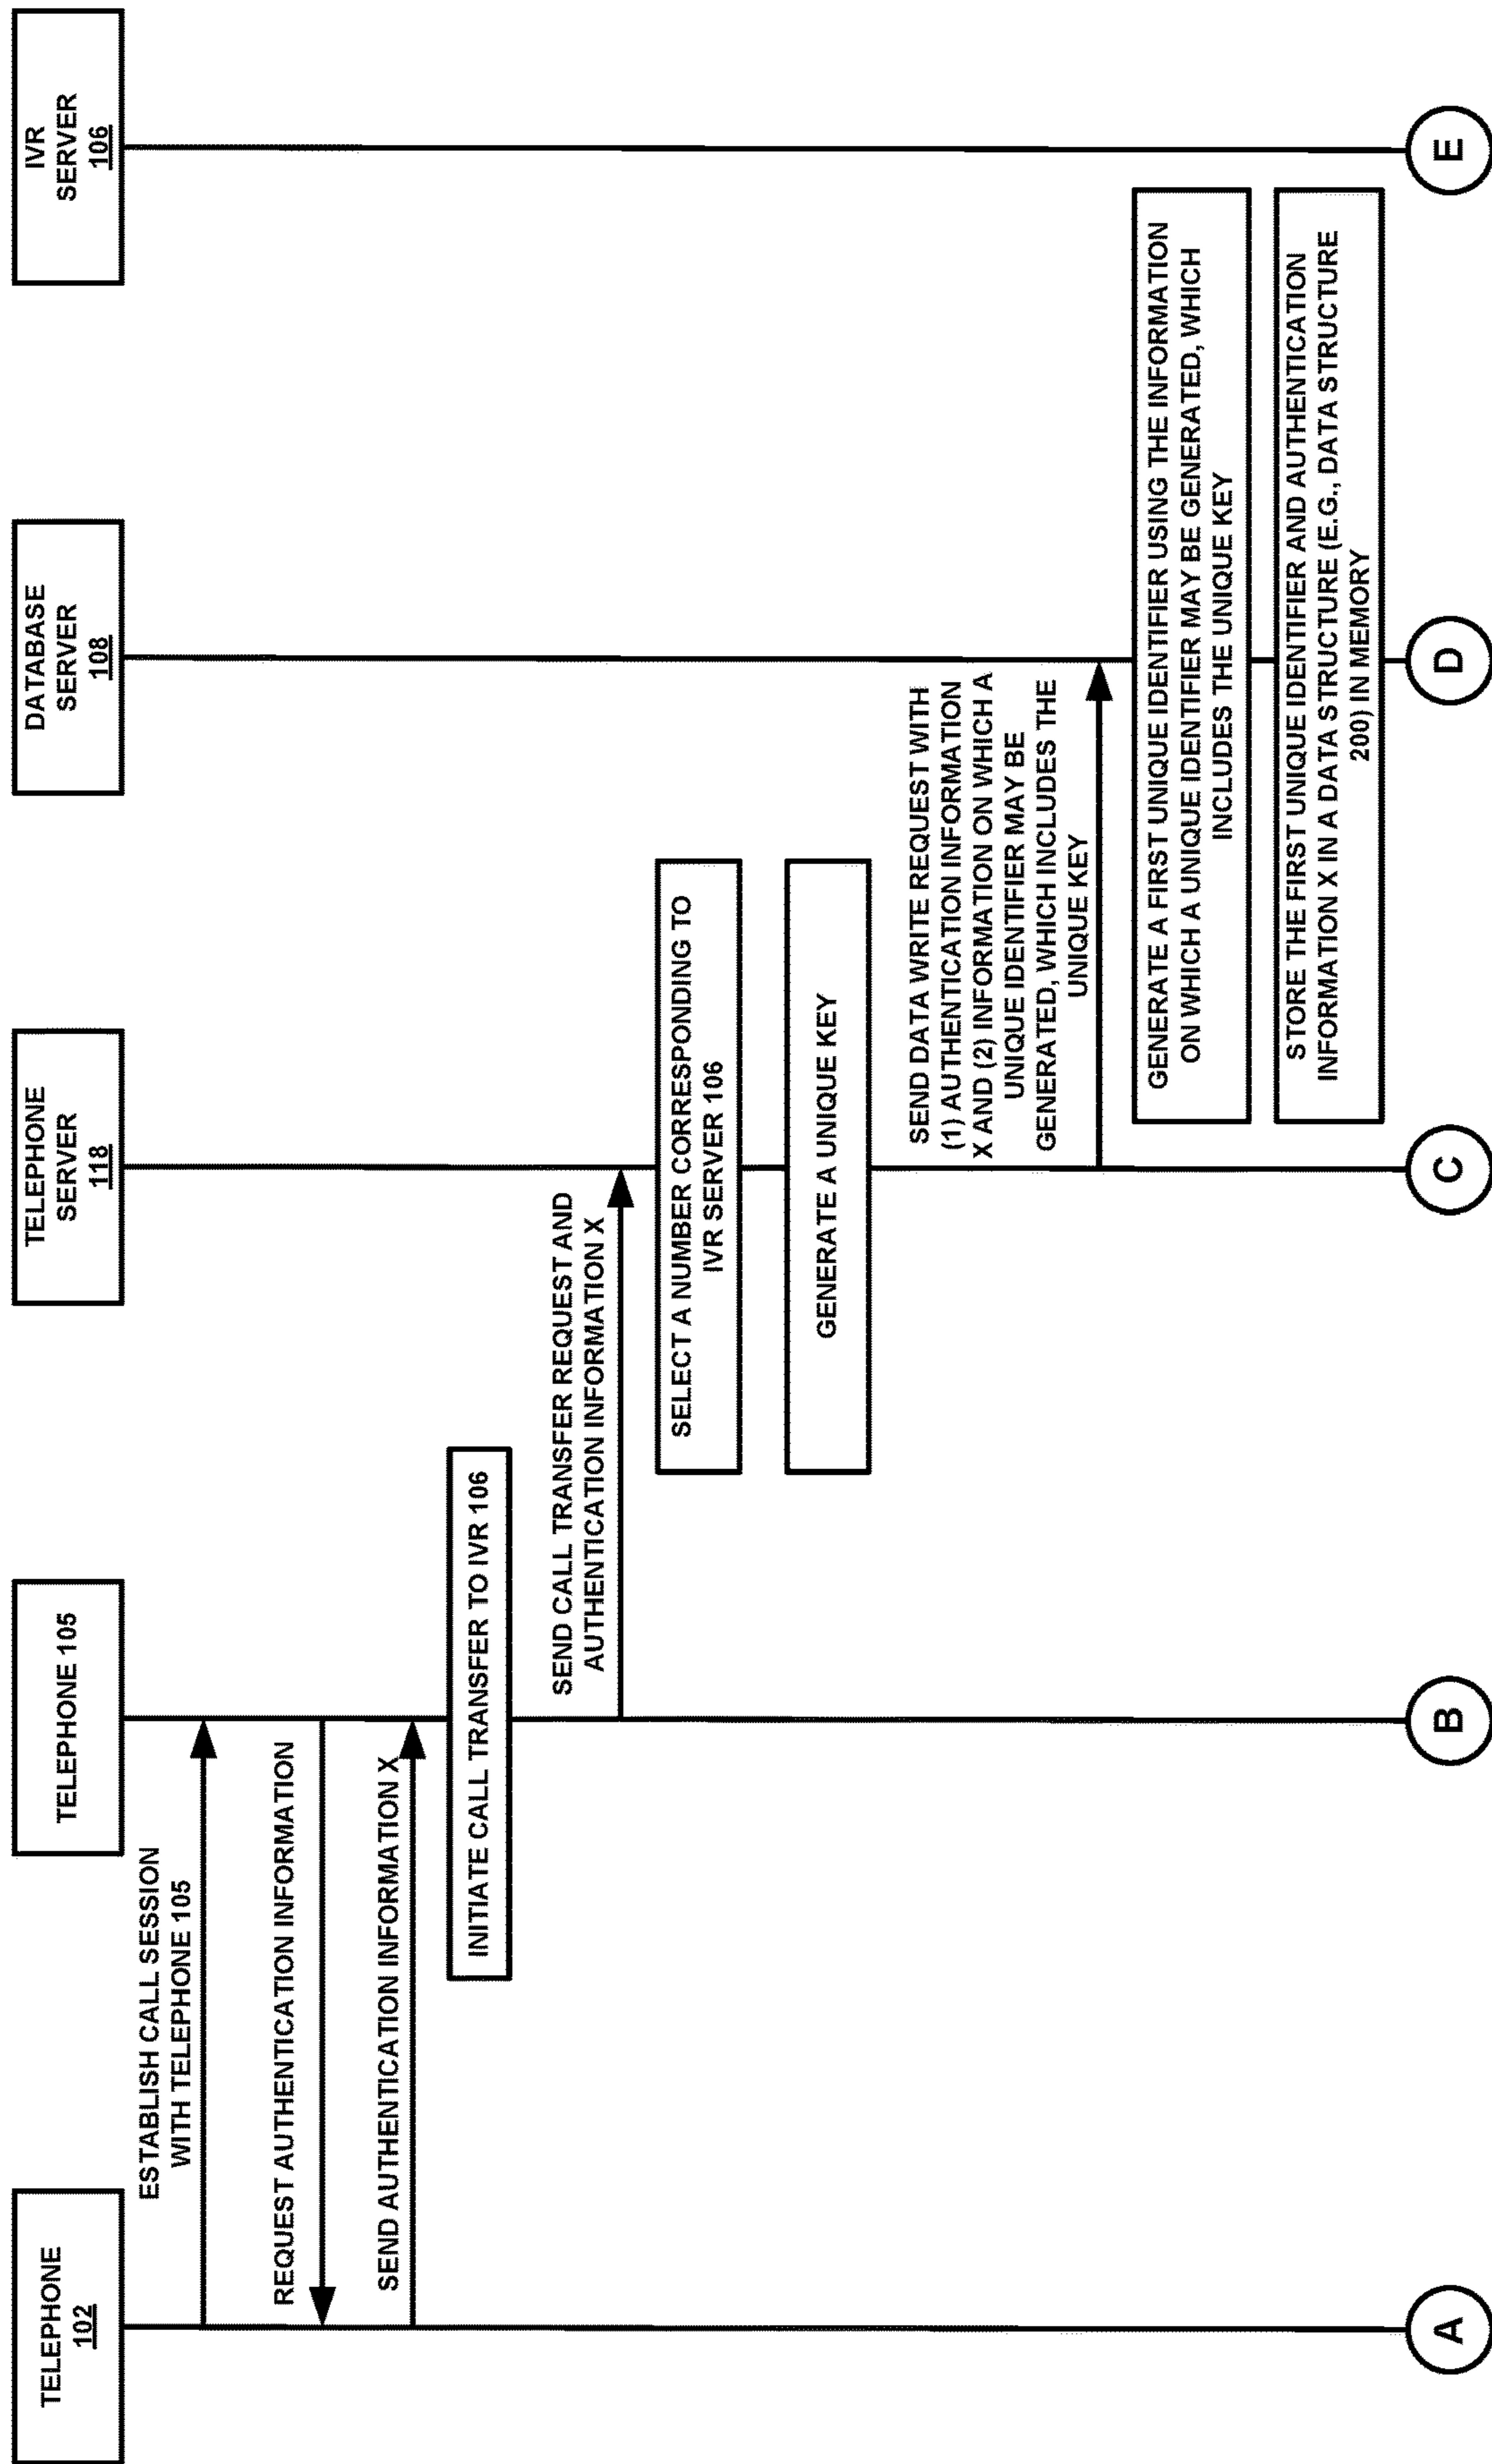 TELEPHONE
102
TELEPHONE 105
TELEPHONE
SERVER
118
DATABASE
SERVER
108
IVR
SERVER
106
ESTABLISH CALL SESSION
WITH TELEPHONE 105
REQUEST AUTHENTICATION INFORMATION
SEND AUTHENTICATION INFORMATION X
INITIATE CALL TRANSFER TO IVR 106
SEND CALL TRANSFER REQUEST AND
AUTHENTICATION INFORMATION X
SELECT A NUMBER CORRESPONDING TO
IVR SERVER 106
GENERATE A UNIQUE KEY
SEND DATA WRITE REQUEST WITH
(1) AUTHENTICATION INFORMATION
X AND (2) INFORMATION ON WHICH A
UNIQUE IDENTIFIER MAY BE
GENERATED, WHICH INCLUDES THE
UNIQUE KEY
GENERATE A FIRST UNIQUE IDENTIFIER USING THE INFORMATION
ON WHICH A UNIQUE IDENTIFIER MAY BE GENERATED, WHICH
INCLUDES THE UNIQUE KEY
STORE THE FIRST UNIQUE IDENTIFIER AND AUTHENTICATION
INFORMATION X IN A DATA STRUCTURE (E.G., DATA STRUCTURE
200) IN MEMORY
A
B
C
D
E